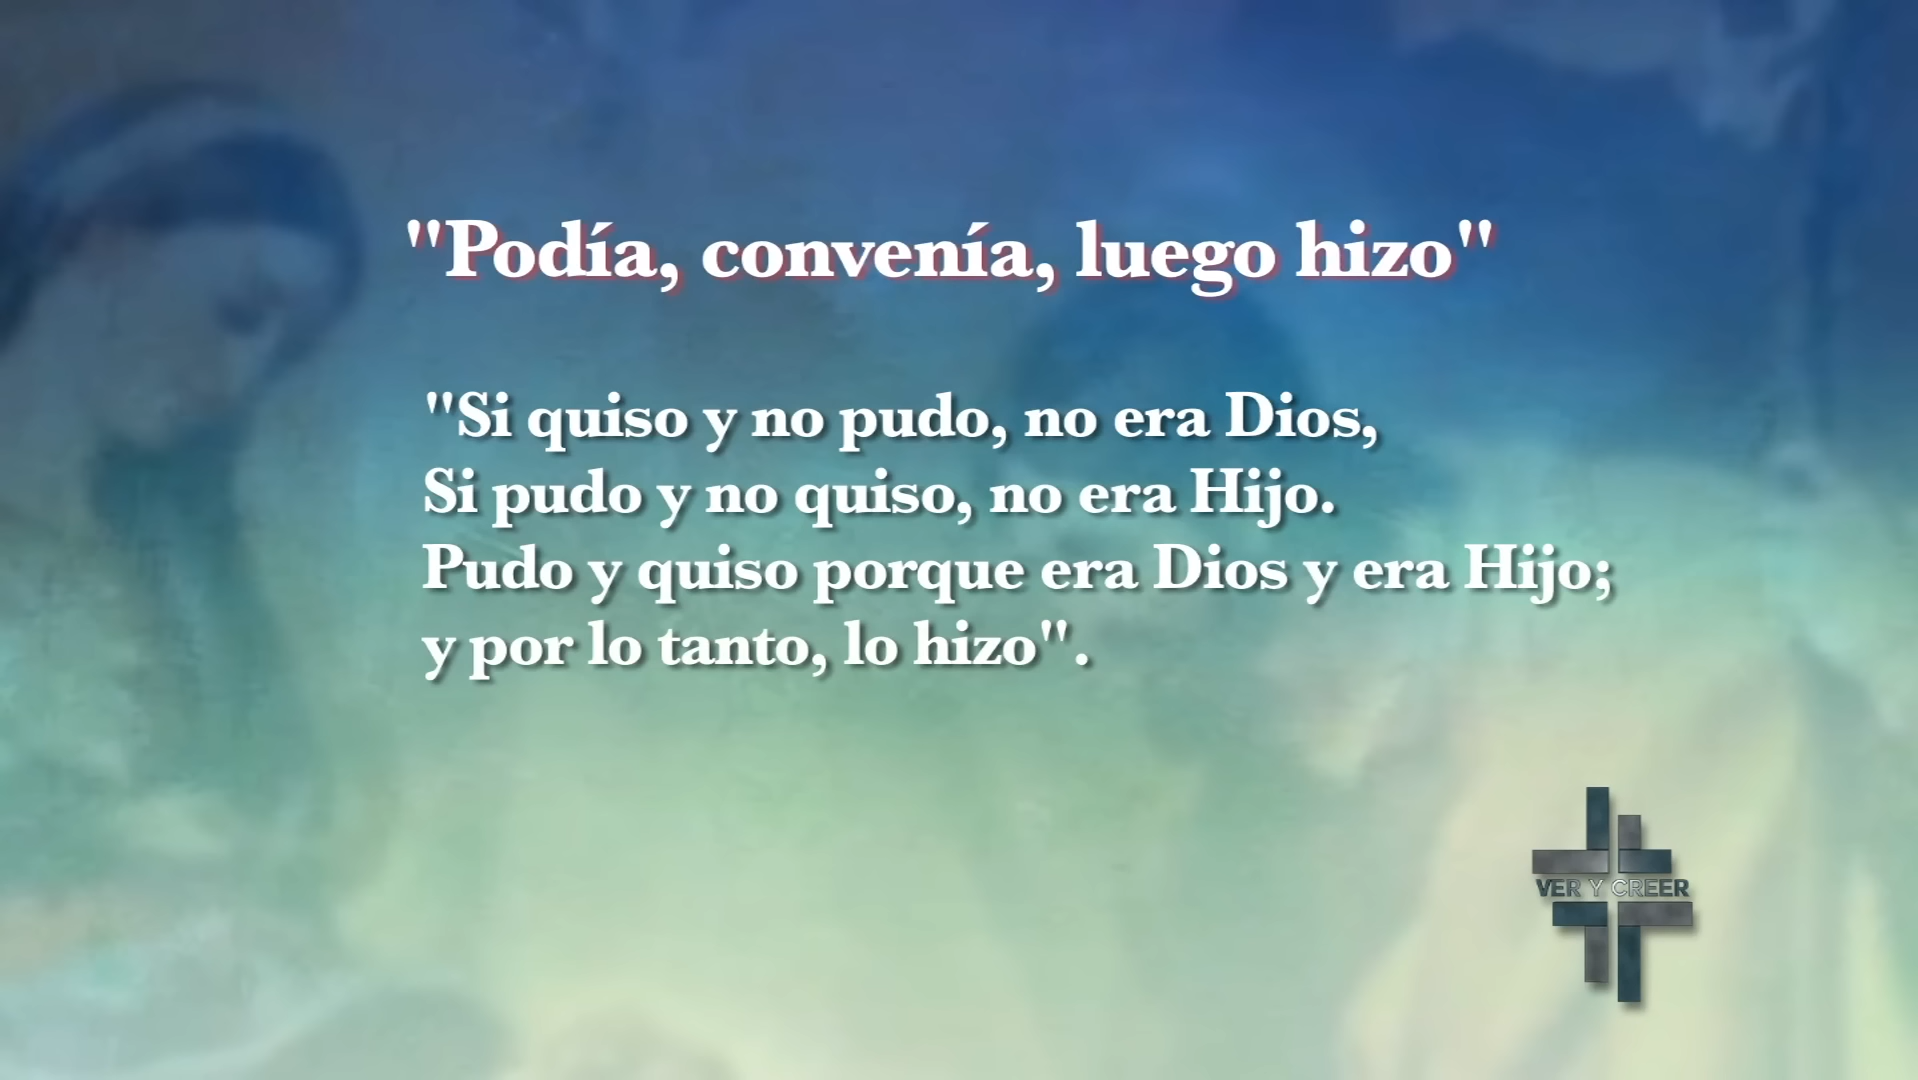 "Podía, convenía, luego hizo"
"Si quiso y no pudo, no era Dios,
Si pudo y no quiso, no era Hijo.
Pudo y quiso porque era Dios y era Hijo;
y por lo tanto, lo hizo".
VER Y CREER